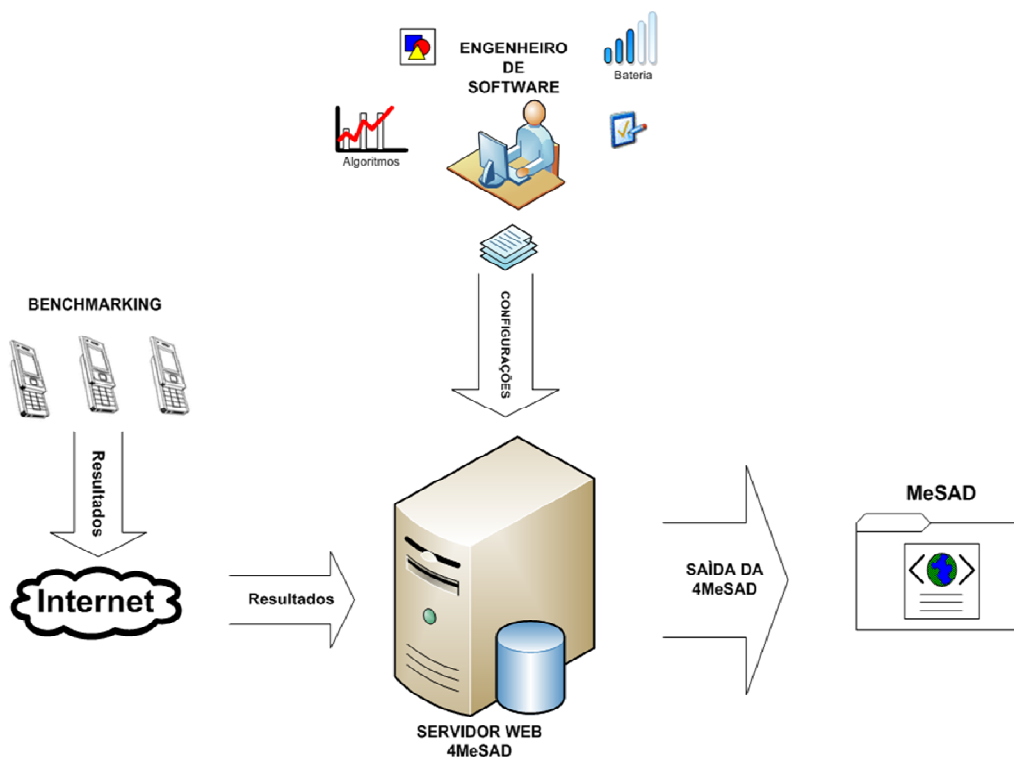 ENGENHEIRO
DE
SOFTWARE
Bateria
Algoritmos
CONFIGURAÇÕES
BENCHMARKING
Resultados
Internet
Resultados
SERVIDOR WEB
4MeSAD
SAÌDA DA
4MeSAD
MeSAD